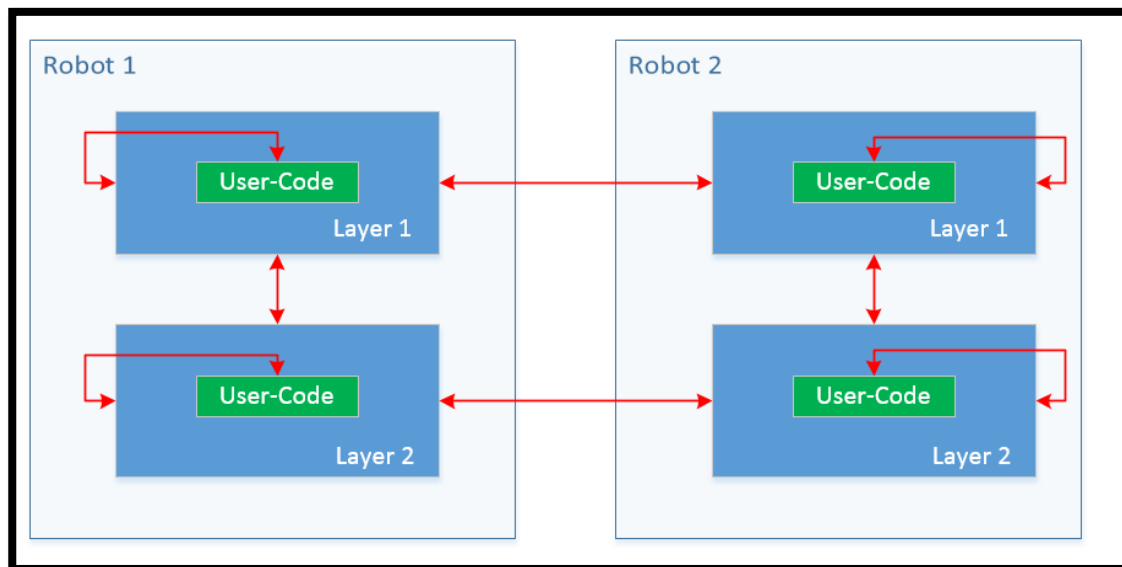 Robot 1
User-Code
Layer 1
User-Code
Layer 2
Robot 2
User-Code
Layer 1
User-Code
Layer 2